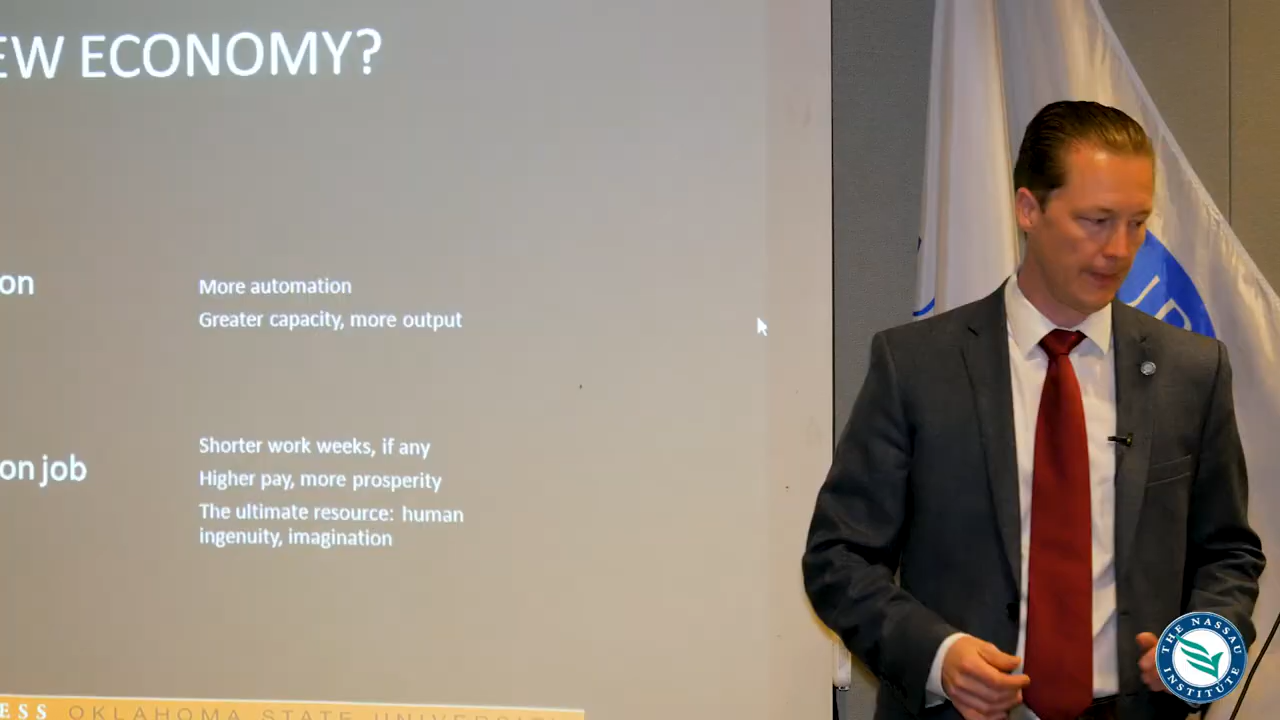 EW ECONOMY?
on
More automation
Greater capacity, more output
on job
Shorter work weeks, if any
Higher pay, more prosperity
The ultimate resource: human
ingenuity, imagination
ESS OKLAHOMA STATE UNIVERSITY
THE NASSAU
INSTITUTE